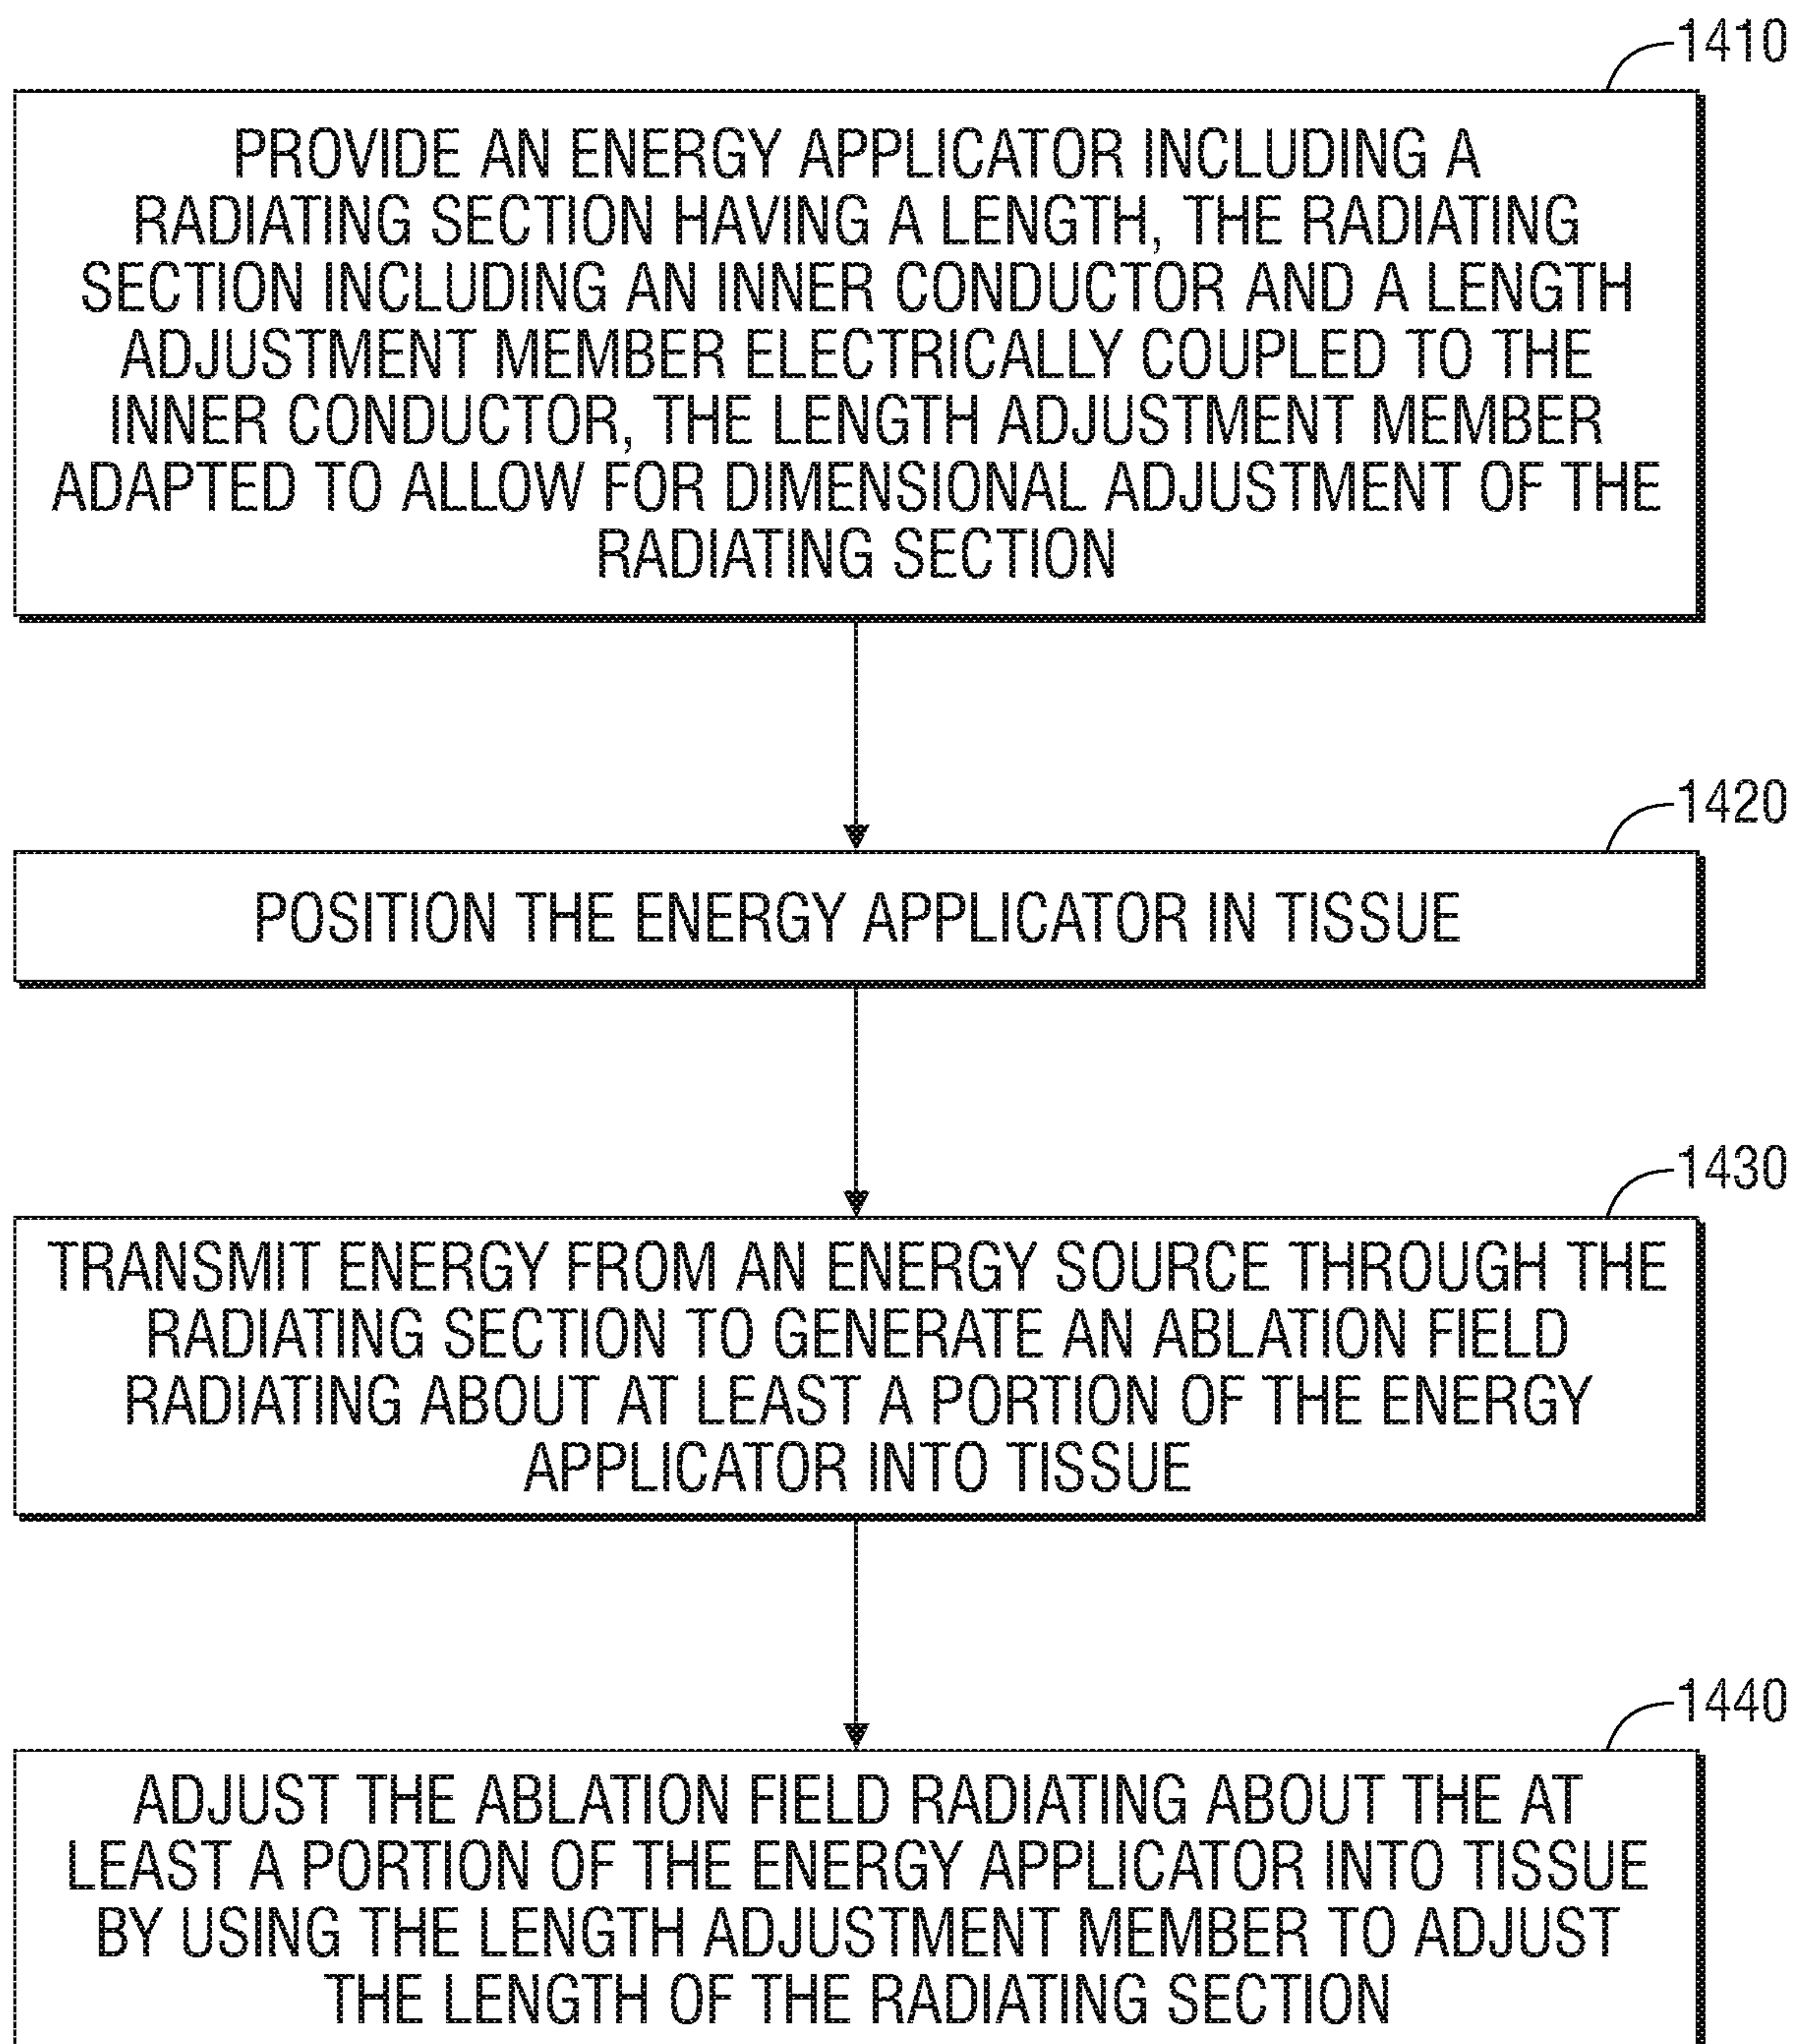 1410
PROVIDE AN ENERGY APPLICATOR INCLUDING A
RADIATING SECTION HAVING A LENGTH, THE RADIATING
SECTION INCLUDING AN INNER CONDUCTOR AND A LENGTH
ADJUSTMENT MEMBER ELECTRICALLY COUPLED TO THE
INNER CONDUCTOR, THE LENGTH ADJUSTMENT MEMBER
ADAPTED TO ALLOW FOR DIMENSIONAL ADJUSTMENT OF THE
RADIATING SECTION
1420
POSITION THE ENERGY APPLICATOR IN TISSUE
1430
TRANSMIT ENERGY FROM AN ENERGY SOURCE THROUGH THE
RADIATING SECTION TO GENERATE AN ABLATION FIELD
RADIATING ABOUT AT LEAST A PORTION OF THE ENERGY
APPLICATOR INTO TISSUE
1440
ADJUST THE ABLATION FIELD RADIATING ABOUT THE AT
LEAST A PORTION OF THE ENERGY APPLICATOR INTO TISSUE
BY USING THE LENGTH ADJUSTMENT MEMBER TO ADJUST
THE LENGTH OF THE RADIATING SECTION